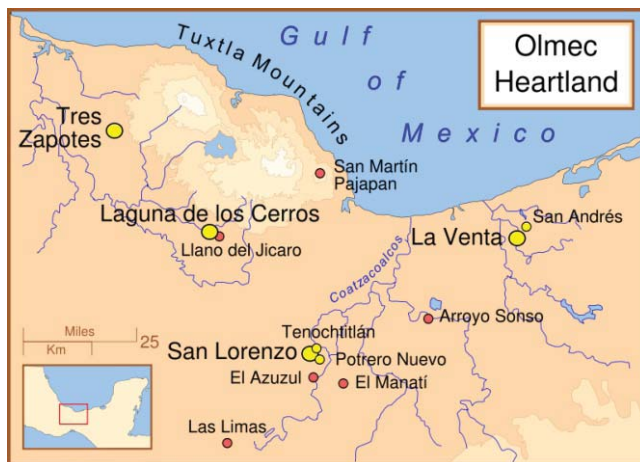 Gulf
of
Mexico
Olmec
Heartland
Tuxtla Mountains
Tres
Zapotes
San Martín
Pajapan
Laguna de los Cerros
Llano del Jicaro
San Andrés
La Venta
Coatzacoalcos
Arroyo Sonso
Tenochtitlán
San Lorenzo
Potrero Nuevo
El Azuzul
El Manatí
Las Limas
Miles
Km
25